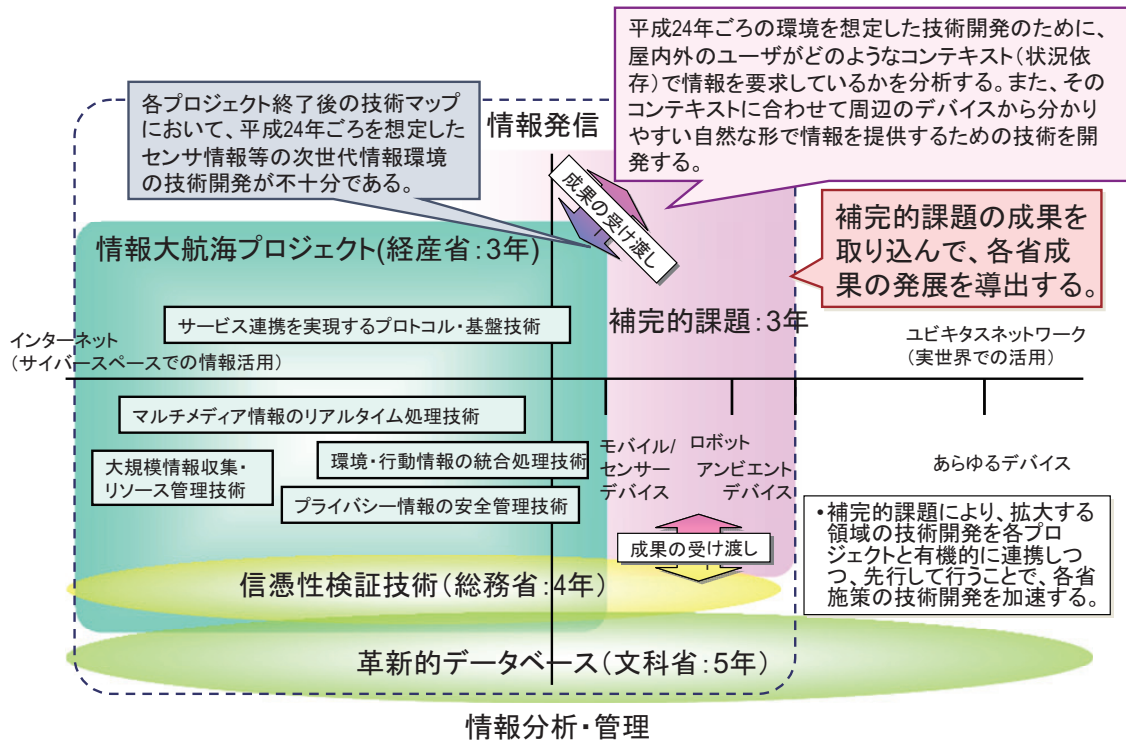 平成24年ごろの環境を想定した技術開発のために、
屋内外のユーザがどのようなコンテキスト(状況依
存)で情報を要求しているかを分析する。また、その
コンテキストに合わせて周辺のデバイスから分かり
やすい自然な形で情報を提供するための技術を開
発する。
各プロジェクト終了後の技術マップ
において、平成24年ごろを想定した
センサ情報等の次世代情報環境
の技術開発が不十分である。
情報発信
成果の受け渡し
補完的課題の成果を
取り込んで、各省成
果の発展を導出する。
情報大航海プロジェクト(経産省:3年)
サービス連携を実現するプロトコル・基盤技術
補完的課題:3年
インターネット
(サイバースペースでの情報活用)
ユビキタスネットワーク
(実世界での活用)
マルチメディア情報のリアルタイム処理技術
大規模情報収集・
リソース管理技術
環境・行動情報の統合処理技術
プライバシー情報の安全管理技術
モバイル/
センサー
デバイス
ロボット
アンビエント
デバイス
あらゆるデバイス
・補完的課題により、拡大する
領域の技術開発を各プロ
ジェクトと有機的に連携しつ
つ、先行して行うことで、各省
施策の技術開発を加速する。
成果の受け渡し
信憑性検証技術(総務省:4年)
革新的データベース(文科省:5年)
情報分析・管理